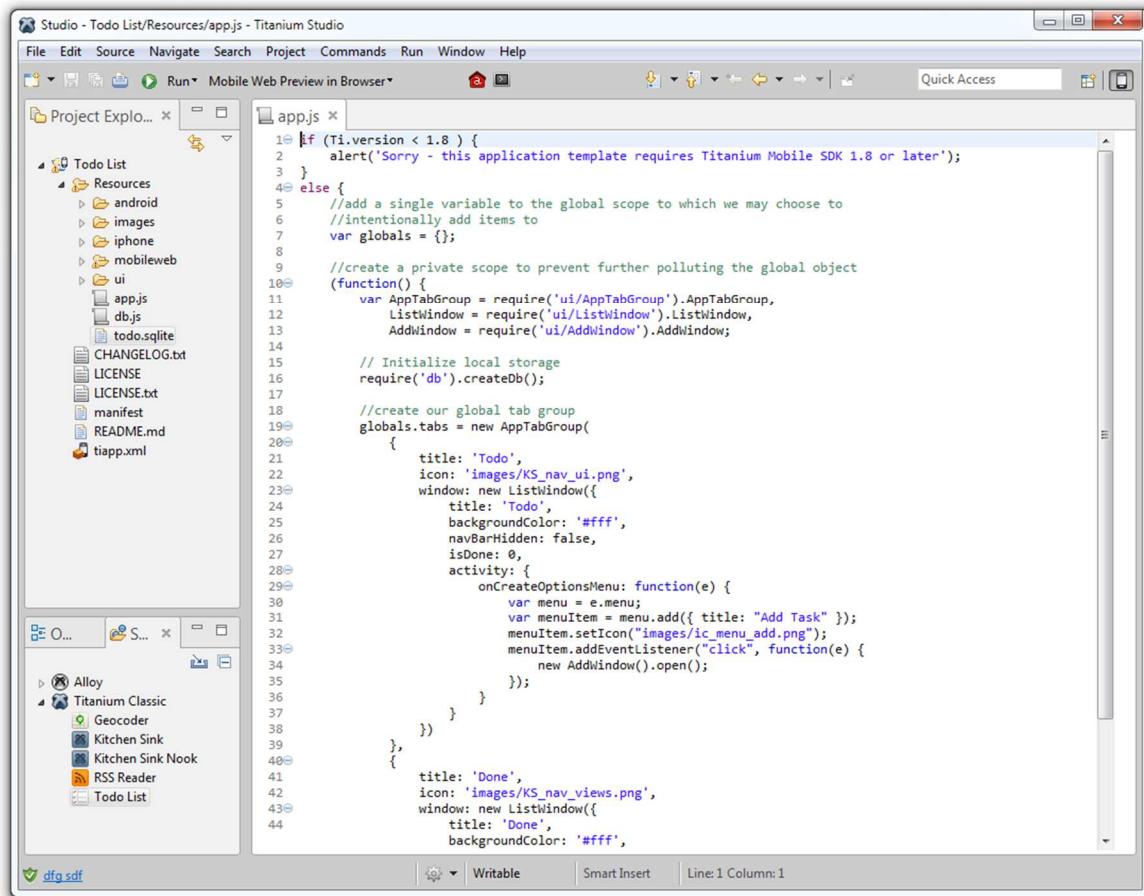 Studio - Todo List/Resources/app.js - Titanium Studio
File Edit Source Navigate Search Project Commands Run Window Help
Run Mobile Web Preview in Browser Quick Access
Project Explo...
Todo List
Resources
android
images
iphone
mobileweb
ui
app.js
db.js
todo.sqlite
CHANGELOG.txt
LICENSE
LICENSE.txt
manifest
README.md
tiapp.xml
O... S...
Alloy
Titanium Classic
Geocoder
Kitchen Sink
Kitchen Sink Nook
RSS Reader
Todo List
app.js
1 if (Ti.version < 1.8 ) {
2     alert('Sorry - this application template requires Titanium Mobile SDK 1.8 or later');
3 }
4 else {
5     //add a single variable to the global scope to which we may choose to
6     //intentionally add items to
7     var globals = {};
8
9     //create a private scope to prevent further polluting the global object
10     (function() {
11         var AppTabGroup = require('ui/AppTabGroup').AppTabGroup,
12             ListWindow = require('ui/ListWindow').ListWindow,
13             AddWindow = require('ui/AddWindow').AddWindow;
14
15         // Initialize local storage
16         require('db').createDb();
17
18         //create our global tab group
19         globals.tabs = new AppTabGroup(
20             {
21                 title: 'Todo',
22                 icon: 'images/KS_nav_ui.png',
23                 window: new ListWindow({
24                     title: 'Todo',
25                     backgroundColor: '#fff',
26                     navBarHidden: false,
27                     isDone: 0,
28                     activity: {
29                         onCreateOptionsMenu: function(e) {
30                             var menu = e.menu;
31                             var menuItem = menu.add({ title: "Add Task" });
32                             menuItem.setIcon("images/ic_menu_add.png");
33                             menuItem.addEventListener("click", function(e) {
34                                 new AddWindow().open();
35                             });
36                         }
37                     }
38                 })
39             },
40             {
41                 title: 'Done',
42                 icon: 'images/KS_nav_views.png',
43                 window: new ListWindow({
44                     title: 'Done',
                     backgroundColor: '#fff',
dfg sdf Writable Smart Insert Line: 1 Column: 1